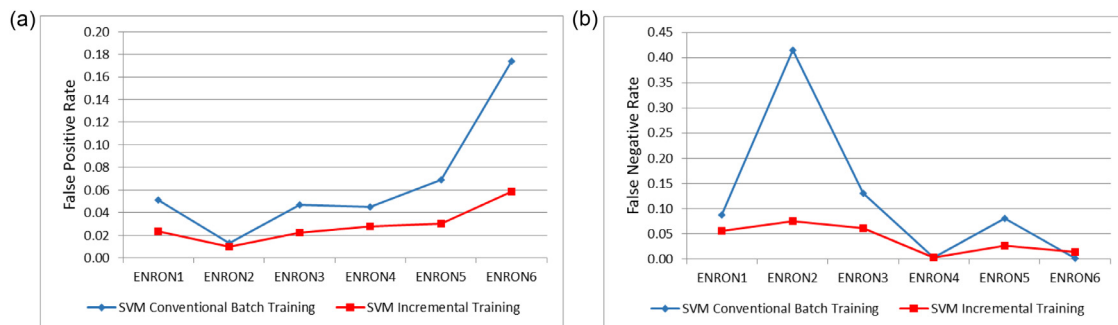 (a)
0.20
0.18
0.16
0.14
0.12
0.10
0.08
0.06
0.04
0.02
0.00
False Positive Rate
ENRON1 ENRON2 ENRON3 ENRON4 ENRON5 ENRON6
SVM Conventional Batch Training SVM Incremental Training
(b)
0.45
0.40
0.35
0.30
0.25
0.20
0.15
0.10
0.05
0.00
False Negative Rate
ENRON1 ENRON2 ENRON3 ENRON4 ENRON5 ENRON6
SVM Conventional Batch Training SVM Incremental Training